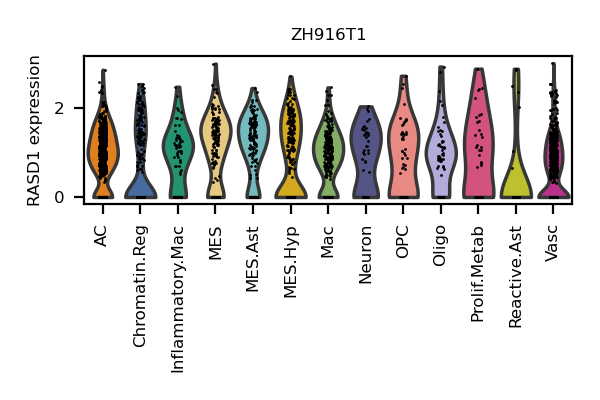 ZH916T1
RASD1 expression
2
0
AC
Chromatin.Reg
Inflammatory.Mac
MES
MES.Ast
MES.Hyp
Mac
Neuron
OPC
Oligo
Prolif.Metab
Reactive.Ast
Vasc